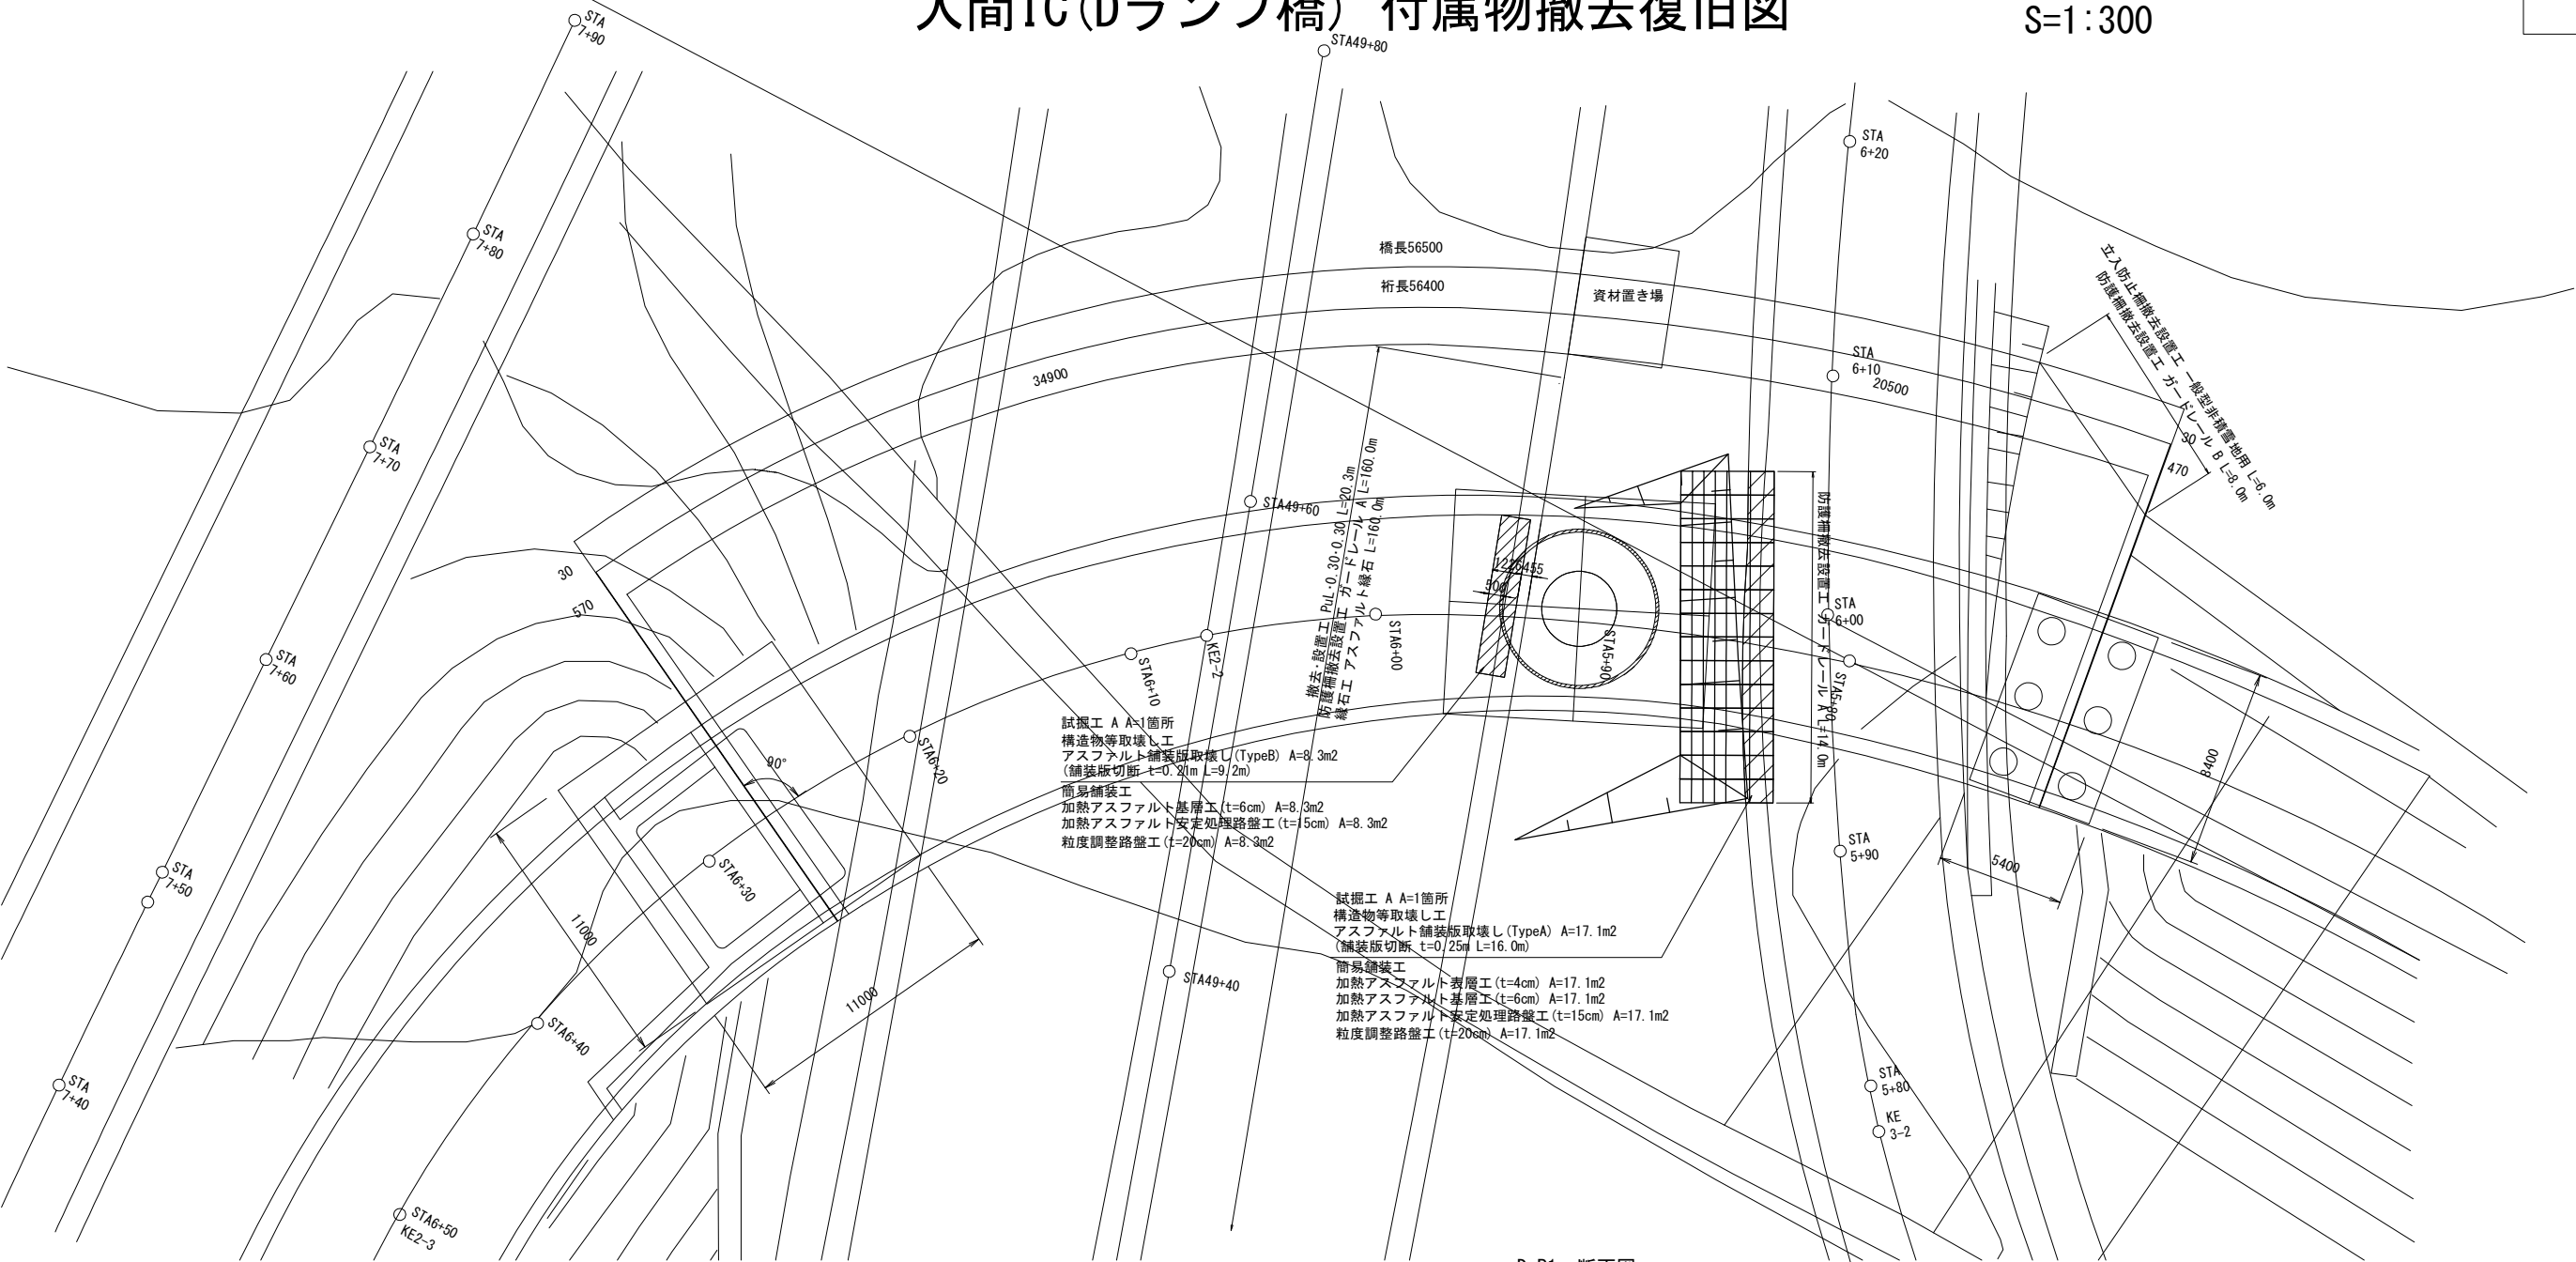 入間IC(Dランプ橋) 付属物撤去復旧図
S=1:300
STA
7+90
STA49+80
STA
6+20
STA
7+80
橋長56500
桁長56400
資材置き場
立入防止柵撤去設置工 一般型非積雪地用 L=6.0m
防護柵撤去設置工 ガードレール B L=8.0m
34900
STA
6+10
20500
30
470
STA
7+70
STA49+60
撤去・設置工 PuL-0.30-0.30 L=20.3m
防護柵撤去設置工 ガードレール A L=160.0m
縁石工 アスファルト縁石 L=160.0m
500
防護柵撤去設置工 ガードレール A L=14.0m
30
570
STA
6+00
STA
7+60
KE2-2
STA6+10
STA6+00
STA5+90
STA5+80
試掘工 A A=1箇所
構造物等取壊し工
アスファルト舗装版取壊し(TypeB) A=8.3m2
(舗装版切断 t=0.21m L=9.2m)
簡易舗装工
加熱アスファルト基層工(t=6cm) A=8.3m2
加熱アスファルト安定処理路盤工(t=15cm) A=8.3m2
粒度調整路盤工(t=20cm) A=8.3m2
90°
STA6+20
8400
STA
7+50
STA6+30
STA
5+90
5400
試掘工 A A=1箇所
構造物等取壊し工
アスファルト舗装版取壊し(TypeA) A=17.1m2
(舗装版切断 t=0.25m L=16.0m)
簡易舗装工
加熱アスファルト表層工(t=4cm) A=17.1m2
加熱アスファルト基層工(t=6cm) A=17.1m2
加熱アスファルト安定処理路盤工(t=15cm) A=17.1m2
粒度調整路盤工(t=20cm) A=17.1m2
11000
11000
STA49+40
STA6+40
STA
7+40
STA
5+80
KE
3-2
STA6+50
KE2-3